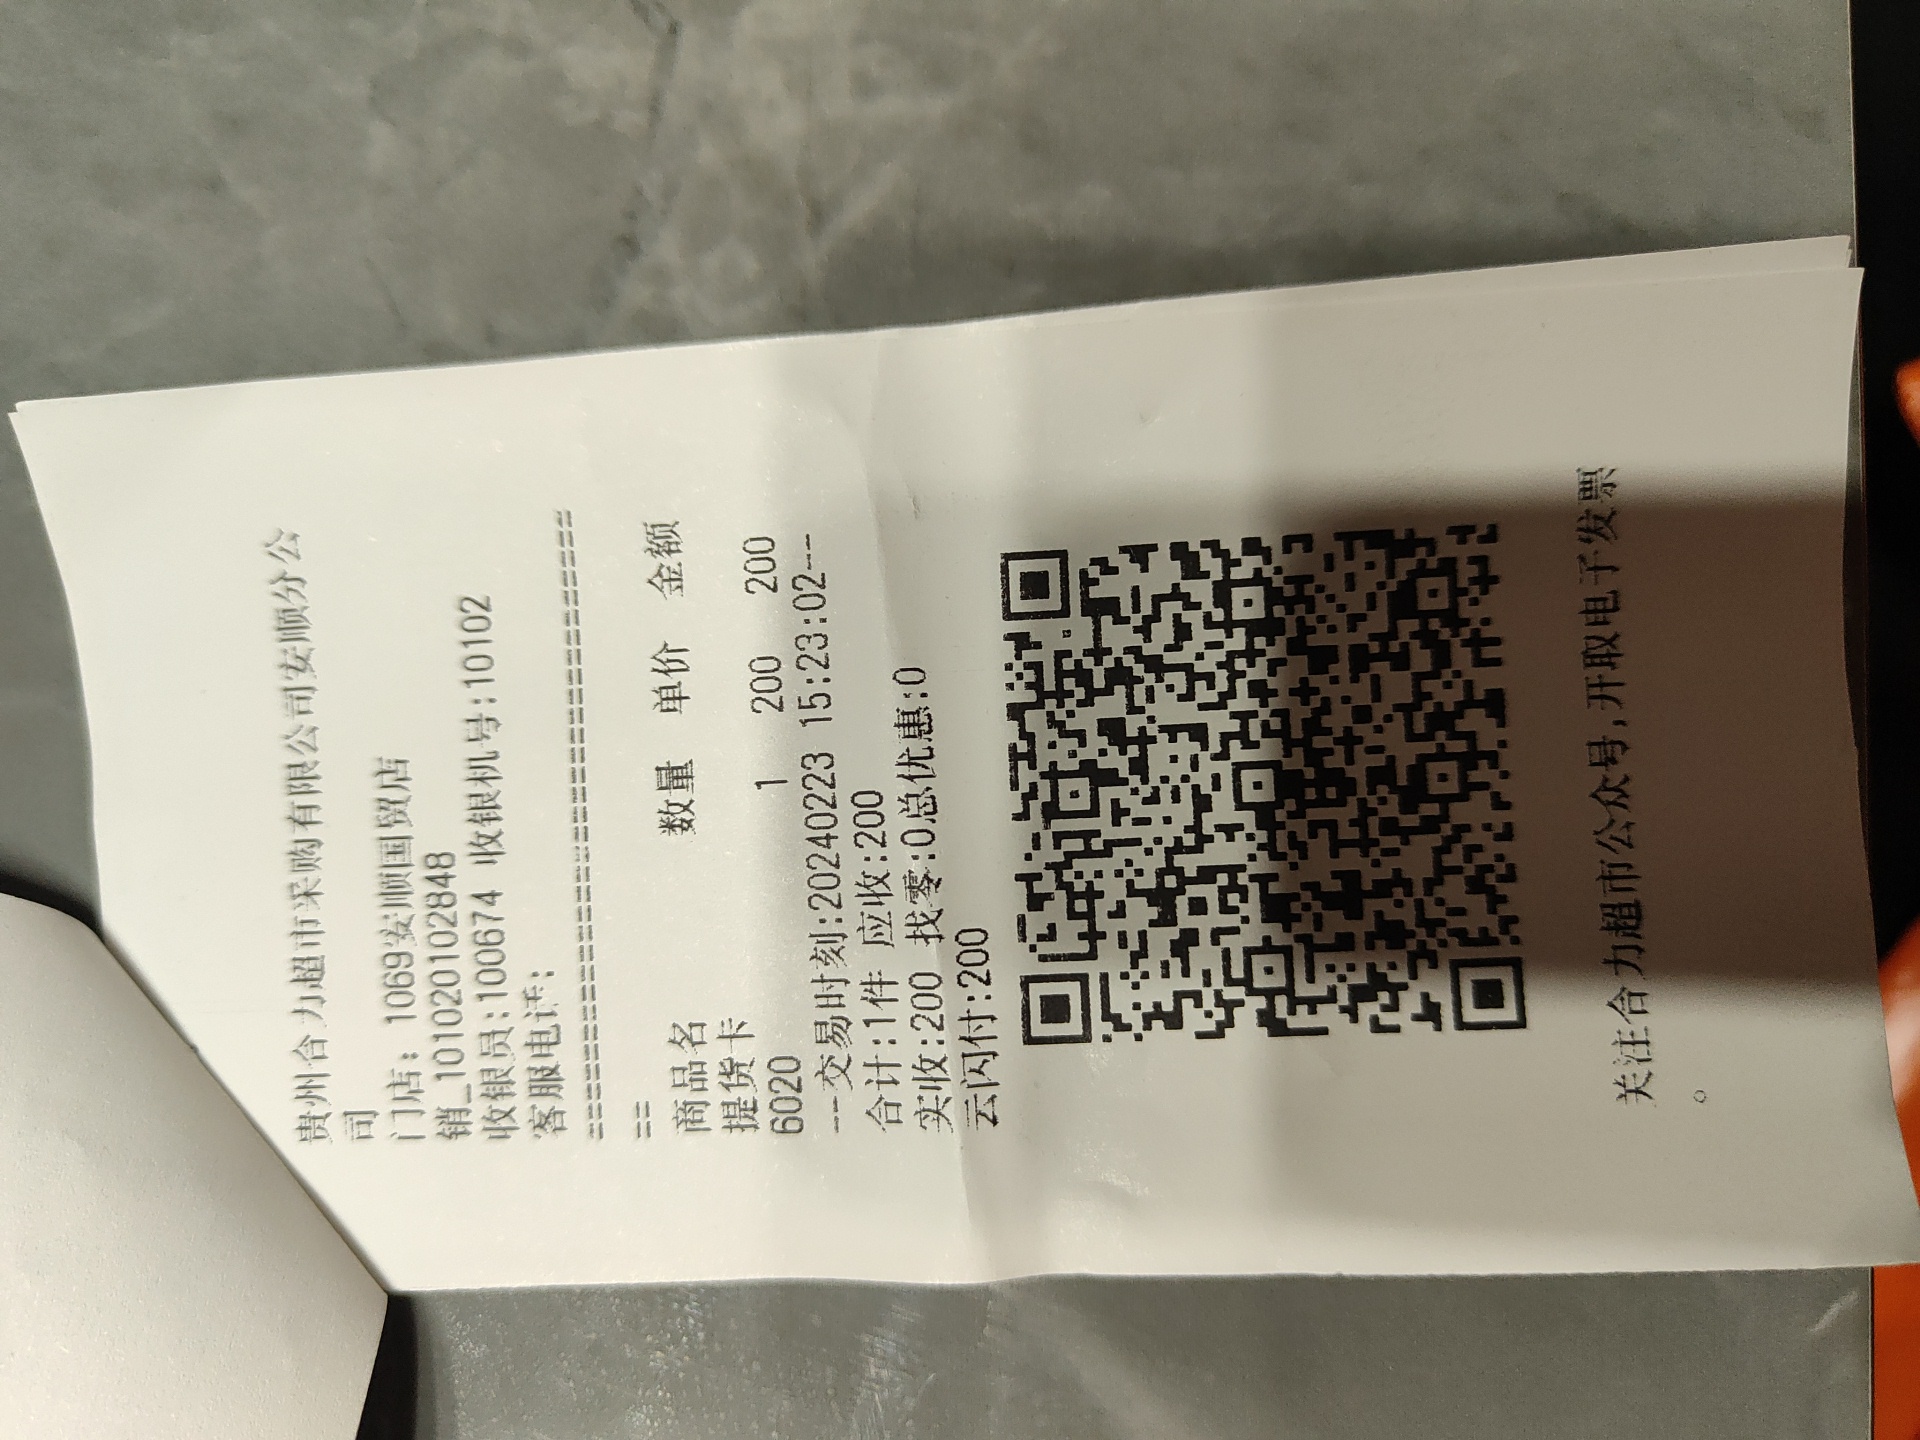 贵州合力超市采购有限公司安顺分公
司
门店: 1069安顺国贸店
销_1010201028​48
收银员:100674 收银机号:10102
客服电话:
==========================================
==
商品名 数量 单价 金额
提货卡
6020 1 200 200
--交易时刻:20240223 15:23:02---
合计:1件 应收:200
实收:200 找零:0总优惠:0
云闪付:200
关注合力超市公众号,开取电子发票
。